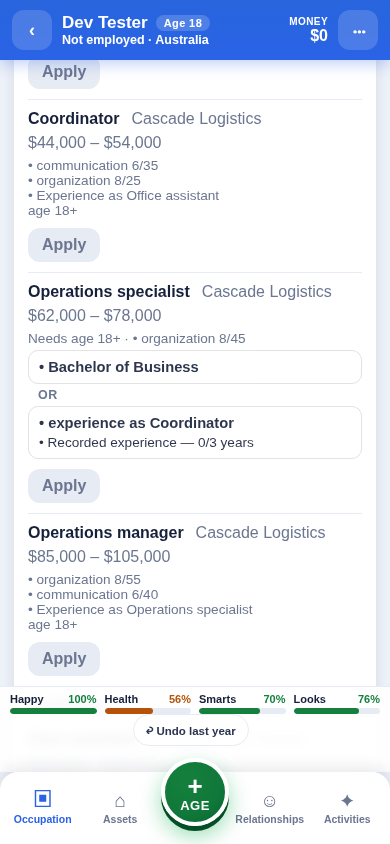 ‹
Dev Tester Age 18
Not employed · Australia
MONEY
$0
•••
Apply
Coordinator Cascade Logistics
$44,000 – $54,000
• communication 6/35
• organization 8/25
• Experience as Office assistant
age 18+
Apply
Operations specialist Cascade Logistics
$62,000 – $78,000
Needs age 18+ · • organization 8/45
• Bachelor of Business
OR
• experience as Coordinator
• Recorded experience — 0/3 years
Apply
Operations manager Cascade Logistics
$85,000 – $105,000
• organization 8/55
• communication 6/40
• Experience as Operations specialist
age 18+
Apply
Happy 100% Health 56% Smarts 70% Looks 76%
Undo last year
+
AGE
Occupation Assets Relationships Activities